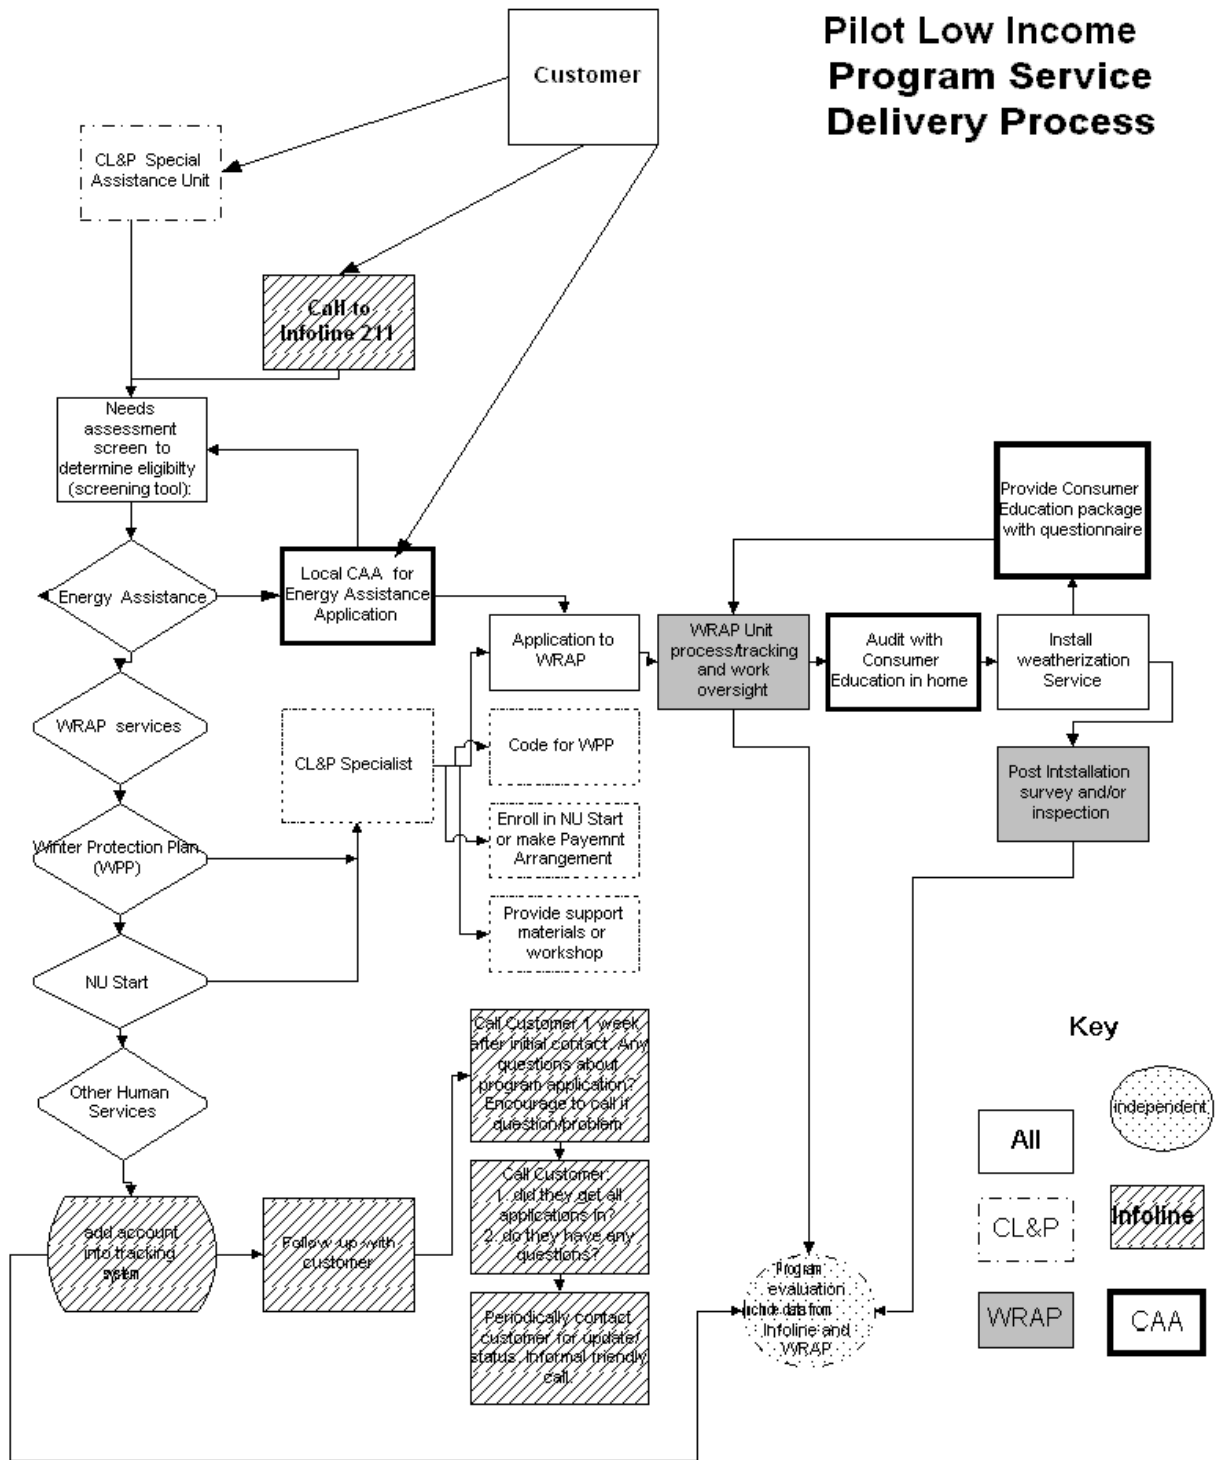 Pilot Low Income
Program Service
Delivery Process
Customer
CL&P Special
Assistance Unit
Call to
Infoline 211
Needs
assessment
screen to
determine eligibilty
(screening tool):
Energy Assistance
Local CAA for
Energy Assistance
Application
WRAP services
Winter Protection Plan
(WPP)
NU Start
Other Human
Services
add account
into tracking
system
Follow up with
customer
CL&P Specialist
Application to
WRAP
Code for WPP
Enroll in NU Start
or make Payemnt
Arrangement
Provide support
materials or
workshop
Call Customer 1 week
after initial contact. Any
questions about
program application?
Encourage to call if
question/problem
Call Customer:
1. did they get all
applications in?
2. do they have any
questions?
Periodically contact
customer for update/
status. Informal friendly
call.
WRAP Unit
process/tracking
and work
oversight
Audit with
Consumer
Education in home
Install
weatherization
Service
Provide Consumer
Education package
with questionnaire
Post Intstallation
survey and/or
inspection
Program
evaluation
Include data from
Infoline and
WRAP
Key
All
independent
CL&P
Infoline
WRAP
CAA